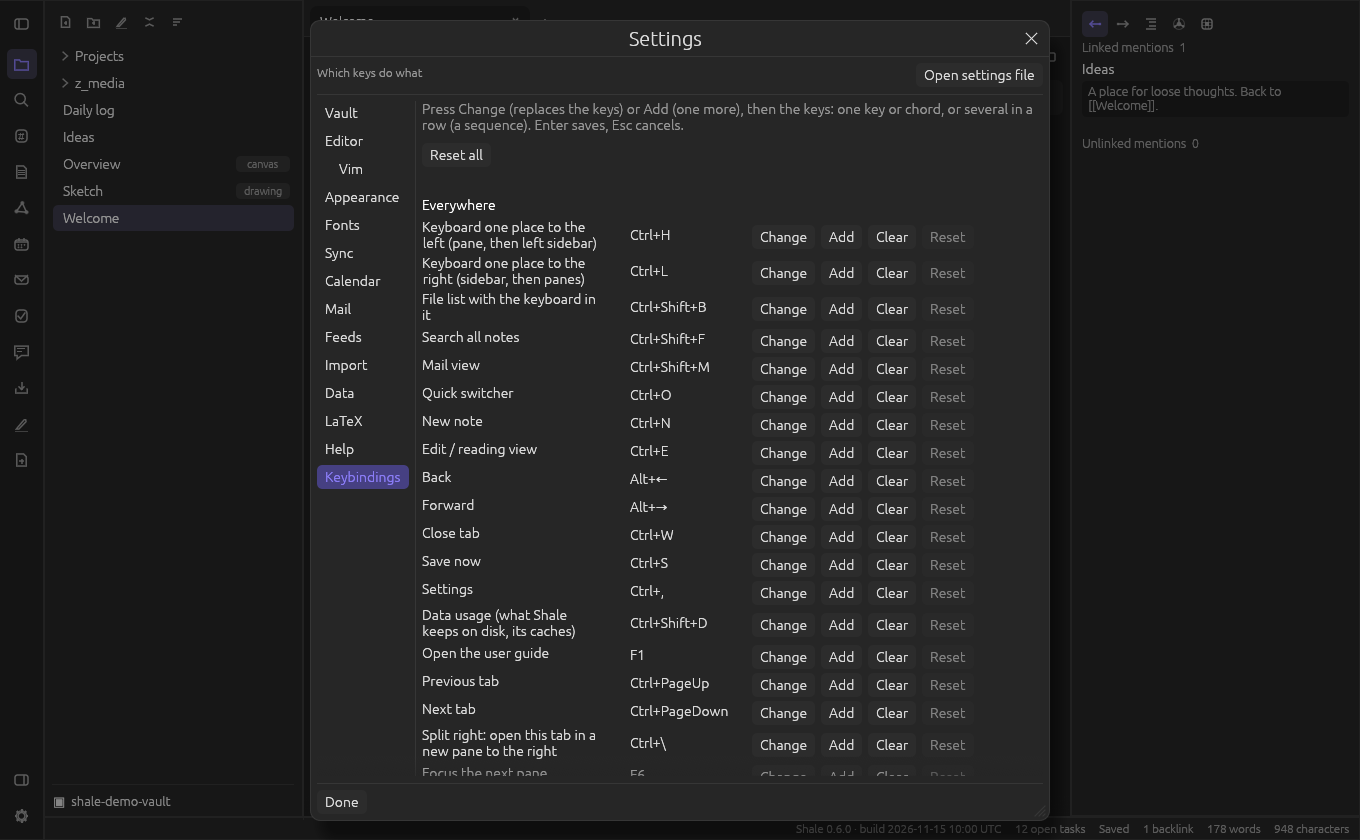 Settings
Which keys do what
Open settings file
Projects
z_media
Daily log
Ideas
Overview
canvas
Sketch
drawing
Welcome
shale-demo-vault
Vault
Editor
Vim
Appearance
Fonts
Sync
Calendar
Mail
Feeds
Import
Data
LaTeX
Help
Keybindings
Press Change (replaces the keys) or Add (one more), then the keys: one key or chord, or several in a
row (a sequence). Enter saves, Esc cancels.
Reset all
Everywhere
Keyboard one place to the
left (pane, then left sidebar)
Ctrl+H
Change Add Clear Reset
Keyboard one place to the
right (sidebar, then panes)
Ctrl+L
Change Add Clear Reset
File list with the keyboard in
it
Ctrl+Shift+B
Change Add Clear Reset
Search all notes Ctrl+Shift+F Change Add Clear Reset
Mail view Ctrl+Shift+M Change Add Clear Reset
Quick switcher Ctrl+O Change Add Clear Reset
New note Ctrl+N Change Add Clear Reset
Edit / reading view Ctrl+E Change Add Clear Reset
Back Alt+← Change Add Clear Reset
Forward Alt+→ Change Add Clear Reset
Close tab Ctrl+W Change Add Clear Reset
Save now Ctrl+S Change Add Clear Reset
Settings Ctrl+, Change Add Clear Reset
Data usage (what Shale
keeps on disk, its caches)
Ctrl+Shift+D
Change Add Clear Reset
Open the user guide F1 Change Add Clear Reset
Previous tab Ctrl+PageUp Change Add Clear Reset
Next tab Ctrl+PageDown Change Add Clear Reset
Split right: open this tab in a
new pane to the right
Ctrl+\
Change Add Clear Reset
Focus the next pane F6 Change Add Clear Reset
Done
Linked mentions 1
Ideas
A place for loose thoughts. Back to
[[Welcome]].
Unlinked mentions 0
Shale 0.6.0 · build 2026-11-15 10:00 UTC 12 open tasks Saved 1 backlink 178 words 948 characters